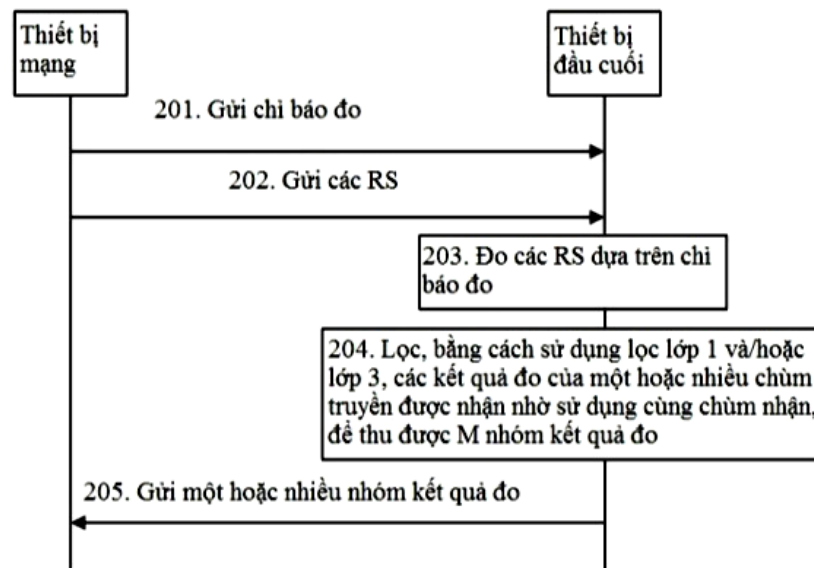 Thiết bị
mạng
Thiết bị
đầu cuối
201. Gửi chỉ báo đo
202. Gửi các RS
203. Đo các RS dựa trên chỉ
báo đo
204. Lọc, bằng cách sử dụng lọc lớp 1 và/hoặc
lớp 3, các kết quả đo của một hoặc nhiều chùm
truyền được nhận nhờ sử dụng cùng chùm nhận,
để thu được M nhóm kết quả đo
205. Gửi một hoặc nhiều nhóm kết quả đo